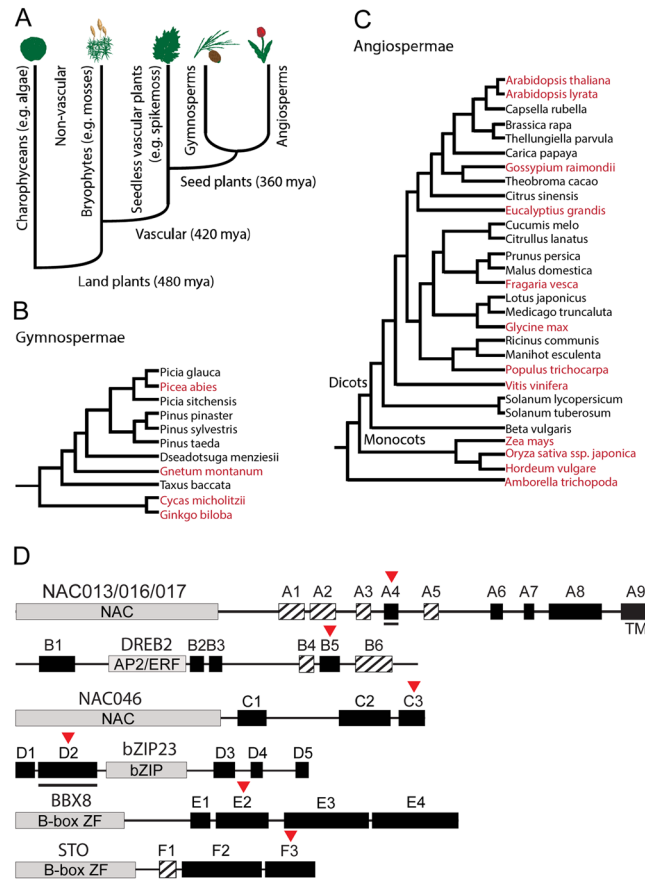 A
Charophyceans (e.g. algae)
Non-vascular
Bryophytes (e.g. mosses)
Seedless vascular plants
(e.g. spikemoss)
Gymnosperms
Angiosperms
Seed plants (360 mya)
Vascular (420 mya)
Land plants (480 mya)
B
Gymnospermae
Picia glauca
Picea abies
Picia sitchensis
Pinus pinaster
Pinus sylvestris
Pinus taeda
Dseadotsuga menziesii
Gnetum montanum
Taxus baccata
Cycas micholitzii
Ginkgo biloba
C
Angiospermae
Arabidopsis thaliana
Arabidopsis lyrata
Capsella rubella
Brassica rapa
Thellungiella parvula
Carica papaya
Gossypium raimondii
Theobroma cacao
Citrus sinensis
Eucalyptius grandis
Cucumis melo
Citrullus lanatus
Prunus persica
Malus domestica
Fragaria vesca
Lotus japonicus
Medicago truncaluta
Glycine max
Ricinus communis
Manihot esculenta
Populus trichocarpa
Dicots
Vitis vinifera
Solanum lycopersicum
Solanum tuberosum
Beta vulgaris
Monocots
Zea mays
Oryza sativa ssp. japonica
Hordeum vulgare
Amborella trichopoda
D
NAC013/016/017 A1 A2 A3 A4 A5 A6 A7 A8 A9
NAC
TM
B1 DREB2 B2B3 B4 B5 B6
AP2/ERF
NAC046 C1 C2 C3
NAC
D1 D2 bZIP23 D3 D4 D5
bZIP
BBX8 E1 E2 E3 E4
B-box ZF
STO F1 F2 F3
B-box ZF